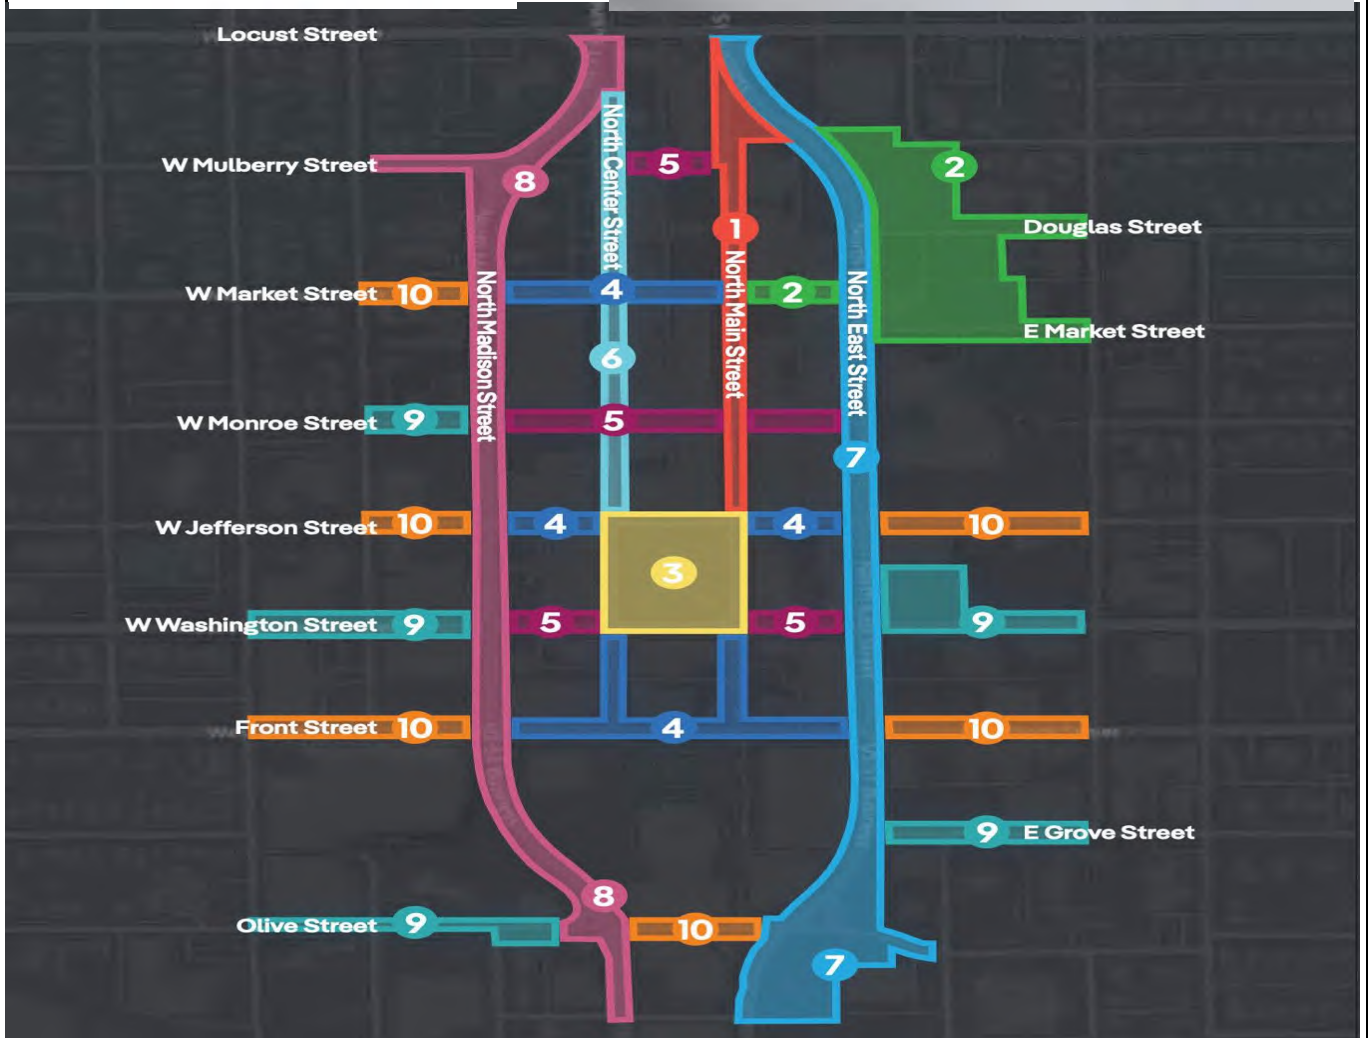 Locust Street
North Center Street
W Mulberry Street
5
2
8
1
Douglas Street
North Main Street
North Madison Street
North East Street
W Market Street
10
4
2
E Market Street
6
W Monroe Street
9
5
7
W Jefferson Street
10
4
4
10
3
W Washington Street
9
5
5
9
Front Street
10
4
10
9
E Grove Street
8
Olive Street
9
10
7